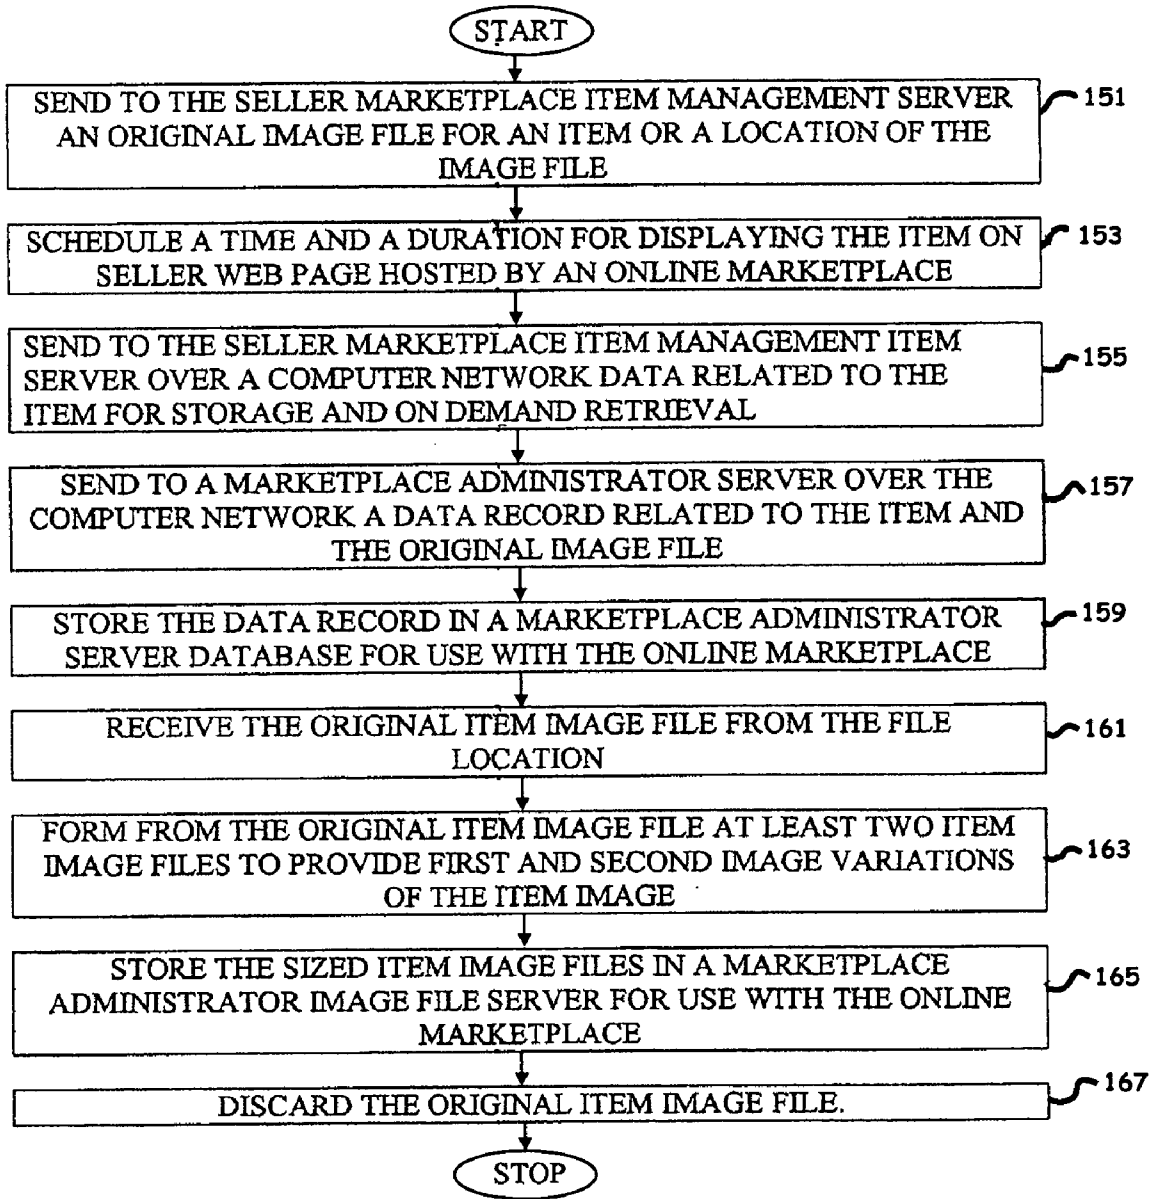 START
SEND TO THE SELLER MARKETPLACE ITEM MANAGEMENT SERVER
AN ORIGINAL IMAGE FILE FOR AN ITEM OR A LOCATION OF THE
IMAGE FILE
151
SCHEDULE A TIME AND A DURATION FOR DISPLAYING THE ITEM ON
SELLER WEB PAGE HOSTED BY AN ONLINE MARKETPLACE
153
SEND TO THE SELLER MARKETPLACE ITEM MANAGEMENT ITEM
SERVER OVER A COMPUTER NETWORK DATA RELATED TO THE
ITEM FOR STORAGE AND ON DEMAND RETRIEVAL
155
SEND TO A MARKETPLACE ADMINISTRATOR SERVER OVER THE
COMPUTER NETWORK A DATA RECORD RELATED TO THE ITEM AND
THE ORIGINAL IMAGE FILE
157
STORE THE DATA RECORD IN A MARKETPLACE ADMINISTRATOR
SERVER DATABASE FOR USE WITH THE ONLINE MARKETPLACE
159
RECEIVE THE ORIGINAL ITEM IMAGE FILE FROM THE FILE
LOCATION
161
FORM FROM THE ORIGINAL ITEM IMAGE FILE AT LEAST TWO ITEM
IMAGE FILES TO PROVIDE FIRST AND SECOND IMAGE VARIATIONS
OF THE ITEM IMAGE
163
STORE THE SIZED ITEM IMAGE FILES IN A MARKETPLACE
ADMINISTRATOR IMAGE FILE SERVER FOR USE WITH THE ONLINE
MARKETPLACE
165
DISCARD THE ORIGINAL ITEM IMAGE FILE.
167
STOP